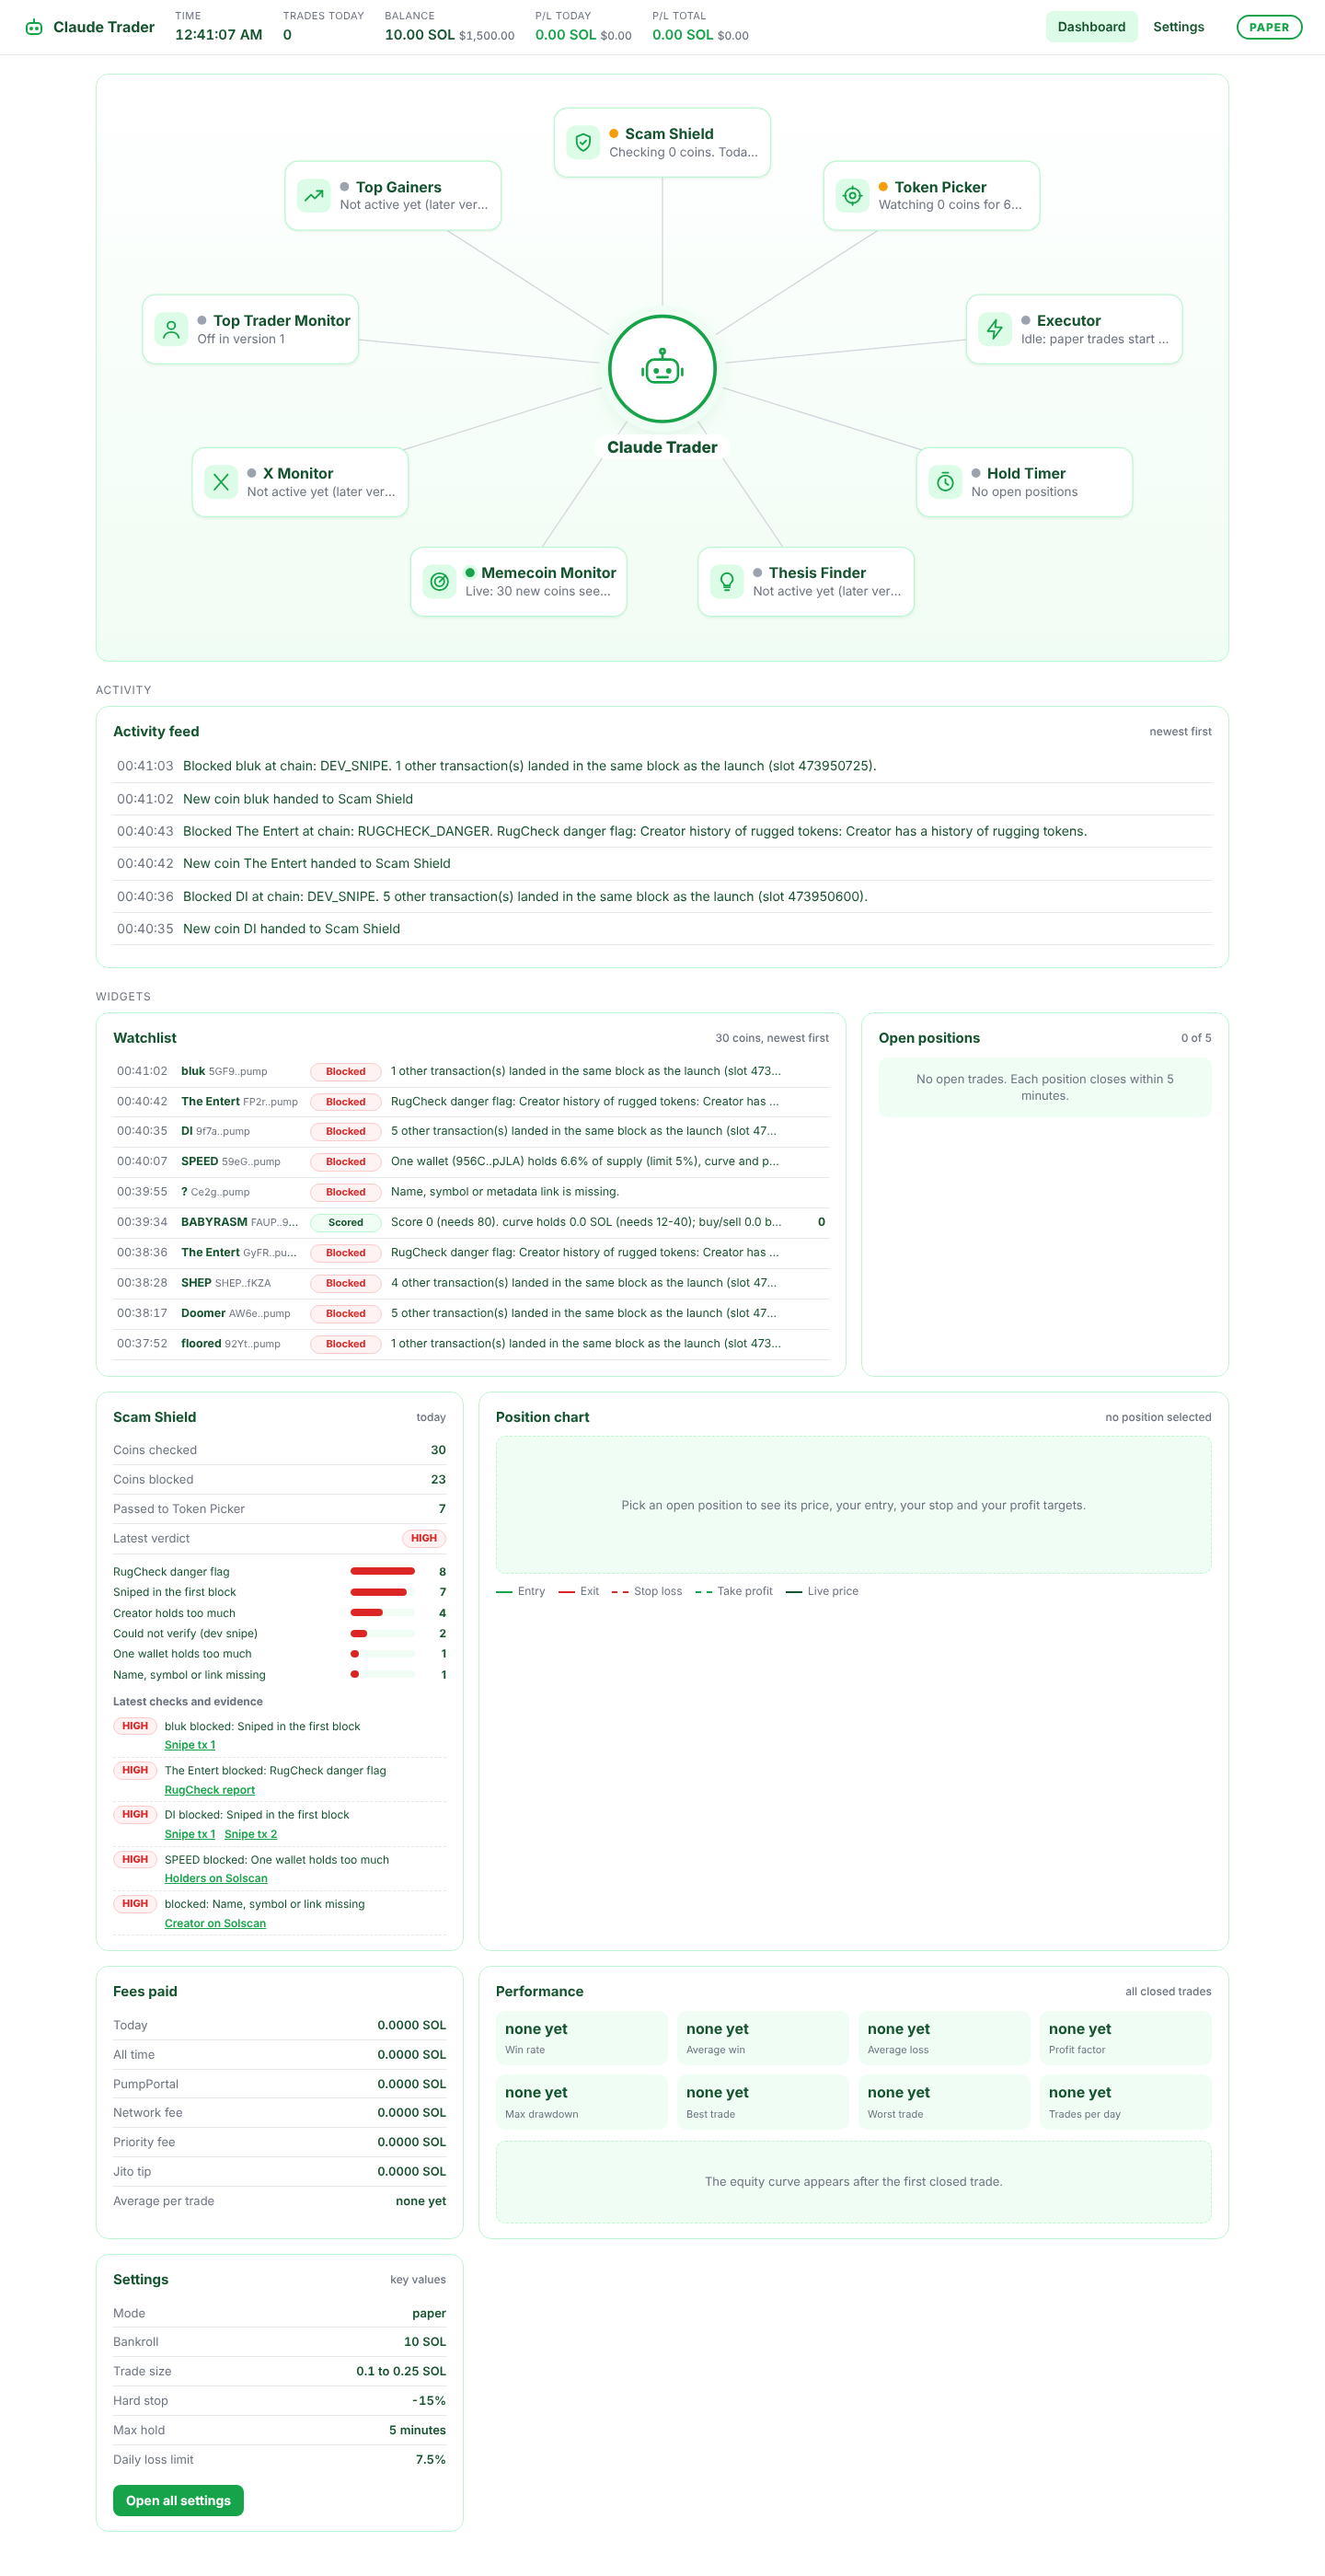 Claude Trader
TIME
12:41:07 AM
TRADES TODAY
0
BALANCE
10.00 SOL $1,500.00
P/L TODAY
0.00 SOL $0.00
P/L TOTAL
0.00 SOL $0.00
Dashboard
Settings
PAPER
Scam Shield
Checking 0 coins. Toda...
Top Gainers
Not active yet (later ver...
Token Picker
Watching 0 coins for 6...
Top Trader Monitor
Off in version 1
Executor
Idle: paper trades start ...
Claude Trader
X Monitor
Not active yet (later ver...
Hold Timer
No open positions
Memecoin Monitor
Live: 30 new coins see...
Thesis Finder
Not active yet (later ver...
ACTIVITY
Activity feed
newest first
00:41:03 Blocked bluk at chain: DEV_SNIPE. 1 other transaction(s) landed in the same block as the launch (slot 473950725).
00:41:02 New coin bluk handed to Scam Shield
00:40:43 Blocked The Entert at chain: RUGCHECK_DANGER. RugCheck danger flag: Creator history of rugged tokens: Creator has a history of rugging tokens.
00:40:42 New coin The Entert handed to Scam Shield
00:40:36 Blocked DI at chain: DEV_SNIPE. 5 other transaction(s) landed in the same block as the launch (slot 473950600).
00:40:35 New coin DI handed to Scam Shield
WIDGETS
Watchlist
30 coins, newest first
00:41:02 bluk 5GF9..pump Blocked 1 other transaction(s) landed in the same block as the launch (slot 473...
00:40:42 The Entert FP2r..pump Blocked RugCheck danger flag: Creator history of rugged tokens: Creator has ...
00:40:35 DI 9f7a..pump Blocked 5 other transaction(s) landed in the same block as the launch (slot 47...
00:40:07 SPEED 59eG..pump Blocked One wallet (956C..pJLA) holds 6.6% of supply (limit 5%), curve and p...
00:39:55 ? Ce2g..pump Blocked Name, symbol or metadata link is missing.
00:39:34 BABYRASM FAUP..9... Scored Score 0 (needs 80). curve holds 0.0 SOL (needs 12-40); buy/sell 0.0 b... 0
00:38:36 The Entert GyFR..pu... Blocked RugCheck danger flag: Creator history of rugged tokens: Creator has ...
00:38:28 SHEP SHEP..fKZA Blocked 4 other transaction(s) landed in the same block as the launch (slot 47...
00:38:17 Doomer AW6e..pump Blocked 5 other transaction(s) landed in the same block as the launch (slot 47...
00:37:52 floored 92Yt..pump Blocked 1 other transaction(s) landed in the same block as the launch (slot 473...
Open positions
0 of 5
No open trades. Each position closes within 5
minutes.
Scam Shield
today
Coins checked 30
Coins blocked 23
Passed to Token Picker 7
Latest verdict HIGH
RugCheck danger flag 8
Sniped in the first block 7
Creator holds too much 4
Could not verify (dev snipe) 2
One wallet holds too much 1
Name, symbol or link missing 1
Latest checks and evidence
HIGH bluk blocked: Sniped in the first block
Snipe tx 1
HIGH The Entert blocked: RugCheck danger flag
RugCheck report
HIGH DI blocked: Sniped in the first block
Snipe tx 1 Snipe tx 2
HIGH SPEED blocked: One wallet holds too much
Holders on Solscan
HIGH blocked: Name, symbol or link missing
Creator on Solscan
Position chart
no position selected
Pick an open position to see its price, your entry, your stop and your profit targets.
Entry Exit Stop loss Take profit Live price
Fees paid
Today 0.0000 SOL
All time 0.0000 SOL
PumpPortal 0.0000 SOL
Network fee 0.0000 SOL
Priority fee 0.0000 SOL
Jito tip 0.0000 SOL
Average per trade none yet
Performance
all closed trades
none yet none yet none yet none yet
Win rate Average win Average loss Profit factor
none yet none yet none yet none yet
Max drawdown Best trade Worst trade Trades per day
The equity curve appears after the first closed trade.
Settings
key values
Mode paper
Bankroll 10 SOL
Trade size 0.1 to 0.25 SOL
Hard stop -15%
Max hold 5 minutes
Daily loss limit 7.5%
Open all settings